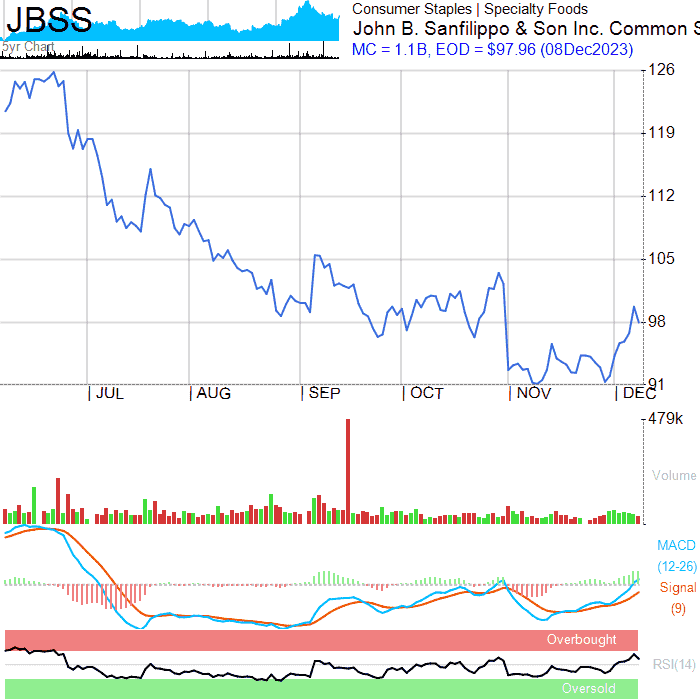 JBSS
5yr Chart
Consumer Staples | Specialty Foods
John B. Sanfilippo & Son Inc. Common S
MC = 1.1B, EOD = $97.96 (08Dec2023)
126
119
112
105
98
91
JUL AUG SEP OCT NOV DEC
479k
Volume
MACD
(12-26)
Signal
(9)
Overbought
RSI(14)
Oversold